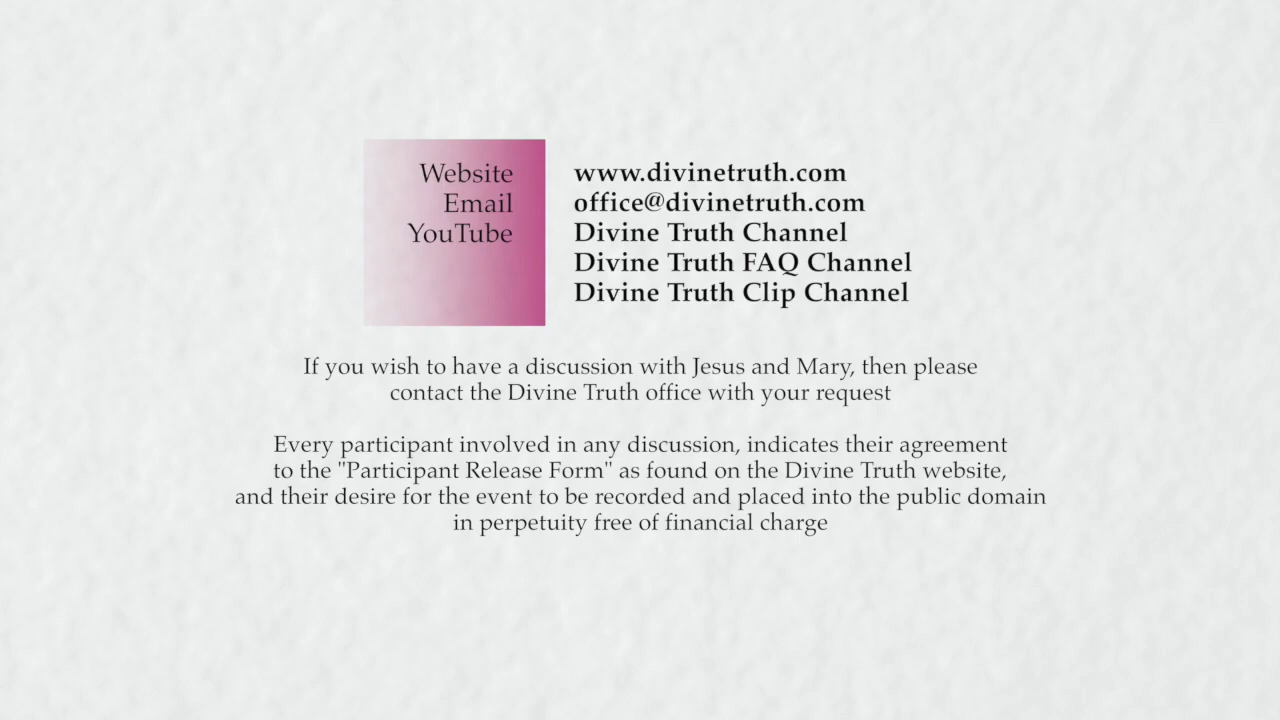 Website www.divinetruth.com
Email office@divinetruth.com
YouTube Divine Truth Channel
Divine Truth FAQ Channel
Divine Truth Clip Channel
If you wish to have a discussion with Jesus and Mary, then please
contact the Divine Truth office with your request
Every participant involved in any discussion, indicates their agreement
to the "Participant Release Form" as found on the Divine Truth website,
and their desire for the event to be recorded and placed into the public domain
in perpetuity free of financial charge